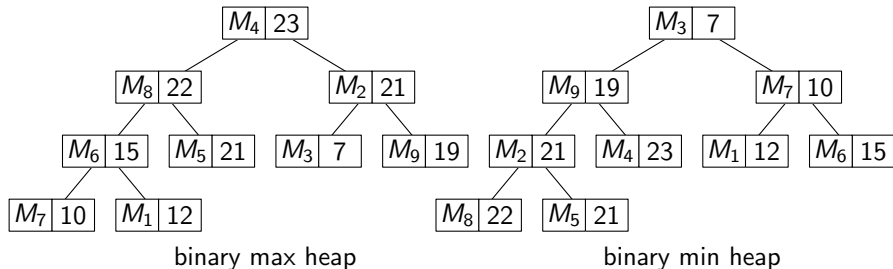 M₄ 23 M₃ 7
M₈ 22 M₂ 21 M₉ 19 M₇ 10
M₆ 15 M₅ 21 M₃ 7 M₉ 19 M₂ 21 M₄ 23 M₁ 12 M₆ 15
M₇ 10 M₁ 12 M₈ 22 M₅ 21
binary max heap binary min heap